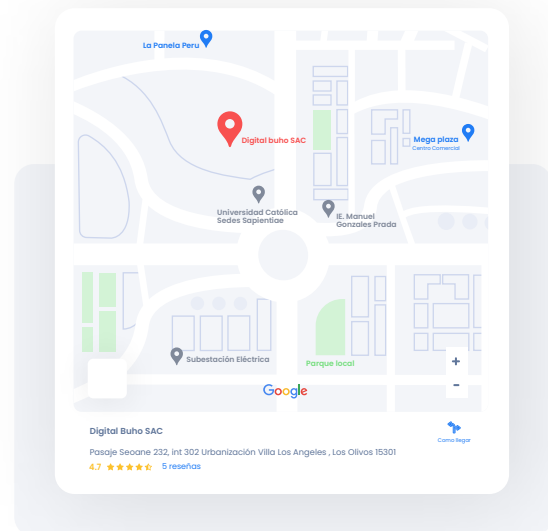 La Panela Peru
Digital buho SAC
Mega plaza
Centro Comercial
Universidad Católica
Sedes Sapientiae
IE. Manuel
Gonzales Prada
Subestación Eléctrica
Parque local
+
-
Google
Digital Buho SAC
Como llegar
Pasaje Seoane 232, int 302 Urbanización Villa Los Angeles , Los Olivos 15301
4.7 5 reseñas